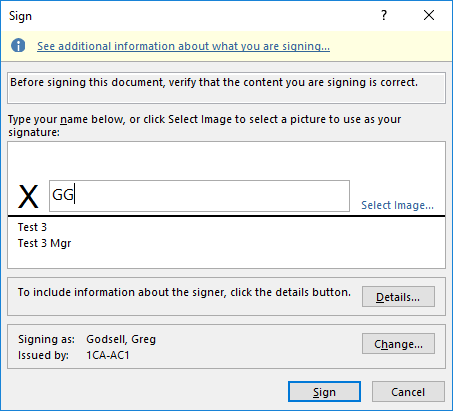 Sign
?
See additional information about what you are signing...
Before signing this document, verify that the content you are signing is correct.
Type your name below, or click Select Image to select a picture to use as your
signature:
X GG
Select Image...
Test 3
Test 3 Mgr
To include information about the signer, click the details button. Details...
Signing as: Godsell, Greg
Issued by: 1CA-AC1
Change...
Sign Cancel